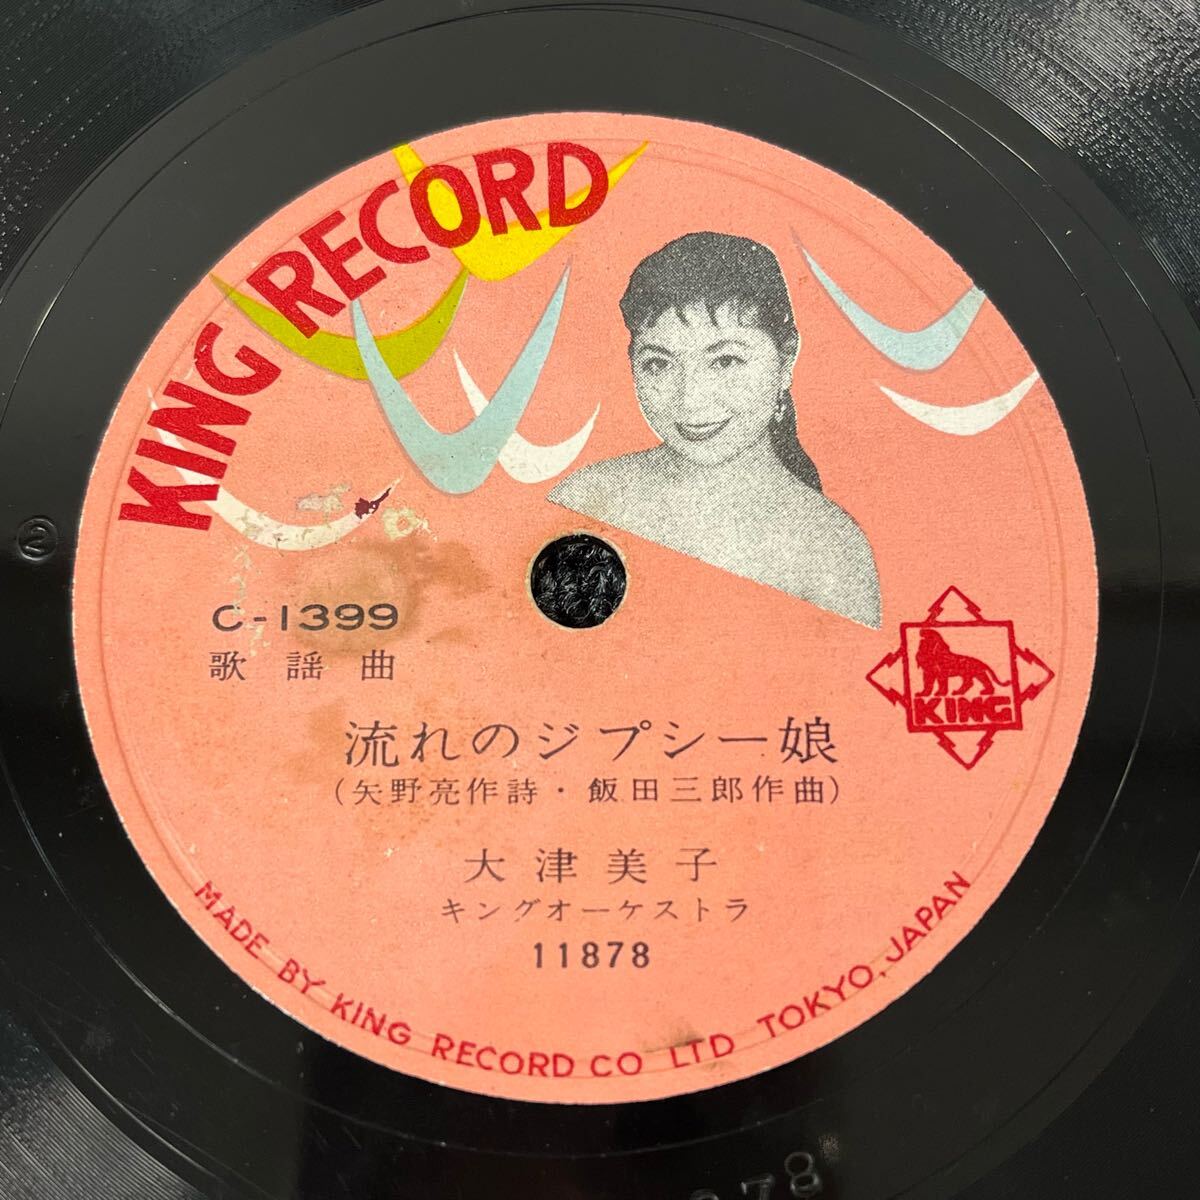 KING RECORD
C-1399
歌謡曲
KING
流れのジプシー娘
(矢野亮作詩・飯田三郎作曲)
大津美子
キングオーケストラ
11878
MADE BY KING RECORD CO LTD TOKYO, JAPAN
②